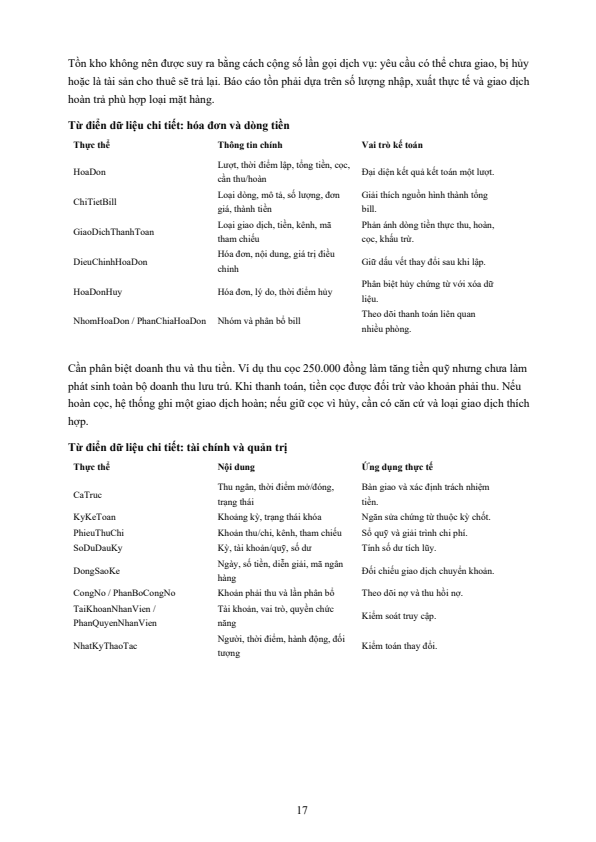 Tồn kho không nên được suy ra bằng cách cộng số lần gọi dịch vụ: yêu cầu có thể chưa giao, bị hủy
hoặc là tài sản cho thuê sẽ trả lại. Báo cáo tồn phải dựa trên số lượng nhập, xuất thực tế và giao dịch
hoàn trả phù hợp loại mặt hàng.
Từ điển dữ liệu chi tiết: hóa đơn và dòng tiền
Thực thể Thông tin chính Vai trò kế toán
HoaDon Lượt, thời điểm lập, tổng tiền, cọc, cần thu/hoàn Đại diện kết quả kết toán một lượt.
ChiTietBill Loại dòng, mô tả, số lượng, đơn giá, thành tiền Giải thích nguồn hình thành tổng bill.
GiaoDichThanhToan Loại giao dịch, tiền, kênh, mã tham chiếu Phản ánh dòng tiền thực thu, hoàn, cọc, khấu trừ.
DieuChinhHoaDon Hóa đơn, nội dung, giá trị điều chỉnh Giữ dấu vết thay đổi sau khi lập.
HoaDonHuy Hóa đơn, lý do, thời điểm hủy Phân biệt hủy chứng từ với xóa dữ liệu.
NhomHoaDon / PhanChiaHoaDon Nhóm và phân bổ bill Theo dõi thanh toán liên quan nhiều phòng.
Cần phân biệt doanh thu và thu tiền. Ví dụ thu cọc 250.000 đồng làm tăng tiền quỹ nhưng chưa làm
phát sinh toàn bộ doanh thu lưu trú. Khi thanh toán, tiền cọc được đối trừ vào khoản phải thu. Nếu
hoàn cọc, hệ thống ghi một giao dịch hoàn; nếu giữ cọc vì hủy, cần có căn cứ và loại giao dịch thích
hợp.
Từ điển dữ liệu chi tiết: tài chính và quản trị
Thực thể Nội dung Ứng dụng thực tế
CaTruc Thu ngân, thời điểm mở/đóng, trạng thái Bàn giao và xác định trách nhiệm tiền.
KyKeToan Khoảng kỳ, trạng thái khóa Ngăn sửa chứng từ thuộc kỳ chốt.
PhieuThuChi Khoản thu/chi, kênh, tham chiếu Sổ quỹ và giải trình chi phí.
SoDuDauKy Kỳ, tài khoản/quỹ, số dư Tính số dư tích lũy.
DongSaoKe Ngày, số tiền, diễn giải, mã ngân hàng Đối chiếu giao dịch chuyển khoản.
CongNo / PhanBoCongNo Khoản phải thu và lần phân bổ Theo dõi nợ và thu hồi nợ.
TaiKhoanNhanVien / PhanQuyenNhanVien Tài khoản, vai trò, quyền chức năng Kiểm soát truy cập.
NhatKyThaoTac Người, thời điểm, hành động, đối tượng Kiểm toán thay đổi.
17